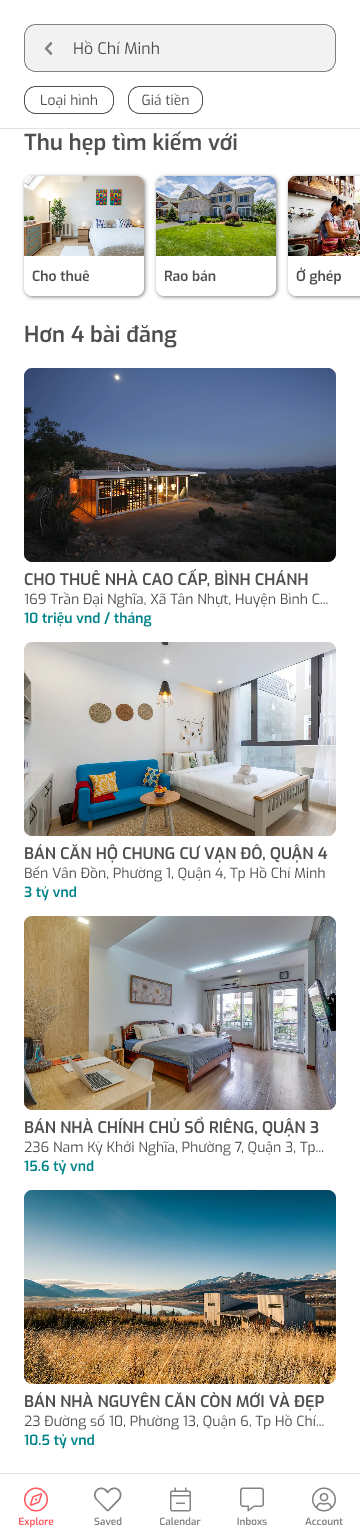 Hồ Chí Minh
Loại hình
Giá tiền
Thu hẹp tìm kiếm với
Cho thuê
Rao bán
Ở ghép
Hơn 4 bài đăng
CHO THUÊ NHÀ CAO CẤP, BÌNH CHÁNH
169 Trần Đại Nghĩa, Xã Tân Nhựt, Huyện Bình C...
10 triệu vnd / tháng
BÁN CĂN HỘ CHUNG CƯ VẠN ĐÔ, QUẬN 4
Bến Vân Đồn, Phường 1, Quận 4, Tp Hồ Chí Minh
3 tỷ vnd
BÁN NHÀ CHÍNH CHỦ SỔ RIÊNG, QUẬN 3
236 Nam Kỳ Khởi Nghĩa, Phường 7, Quận 3, Tp...
15.6 tỷ vnd
BÁN NHÀ NGUYÊN CĂN CÒN MỚI VÀ ĐẸP
23 Đường số 10, Phường 13, Quận 6, Tp Hồ Chí...
10.5 tỷ vnd
Explore
Saved
Calendar
Inboxs
Account